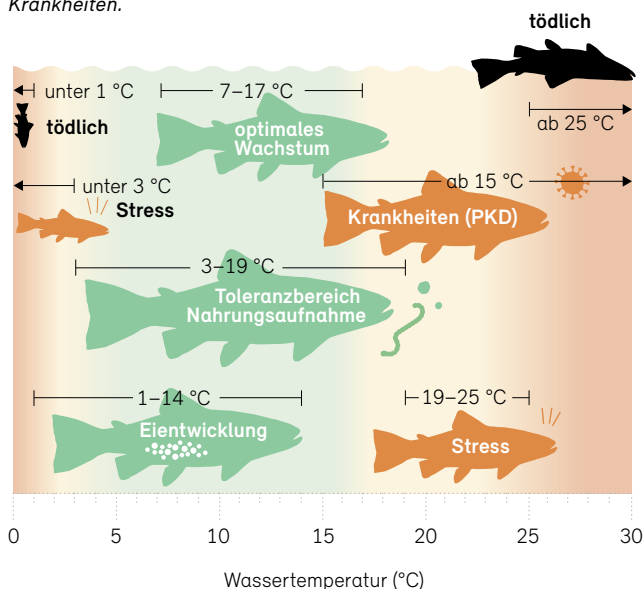 Krankheiten.
tödlich
unter 1 °C
7–17 °C
ab 25 °C
tödlich
optimales
Wachstum
unter 3 °C
ab 15 °C
Stress
Krankheiten (PKD)
3–19 °C
Toleranzbereich
Nahrungsaufnahme
1–14 °C
19–25 °C
Eientwicklung
Stress
0 5 10 15 20 25 30
Wassertemperatur (°C)